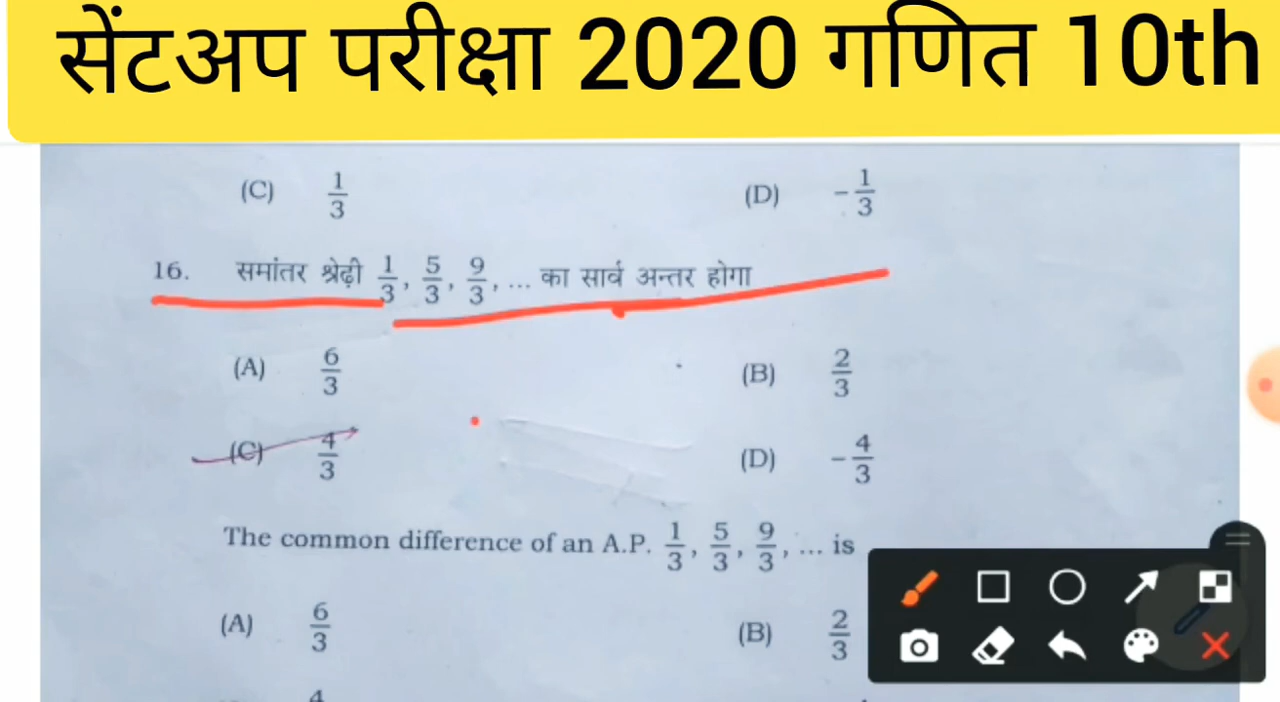 सेंटअप परीक्षा 2020 गणित 10th
(C) 1/3 (D) -1/3
16. समांतर श्रेढ़ी 1/3, 5/3, 9/3, ... का सार्व अन्तर होगा
(A) 6/3 (B) 2/3
(C) 4/3 (D) -4/3
The common difference of an A.P. 1/3, 5/3, 9/3, ... is
(A) 6/3 (B) 2/3
4